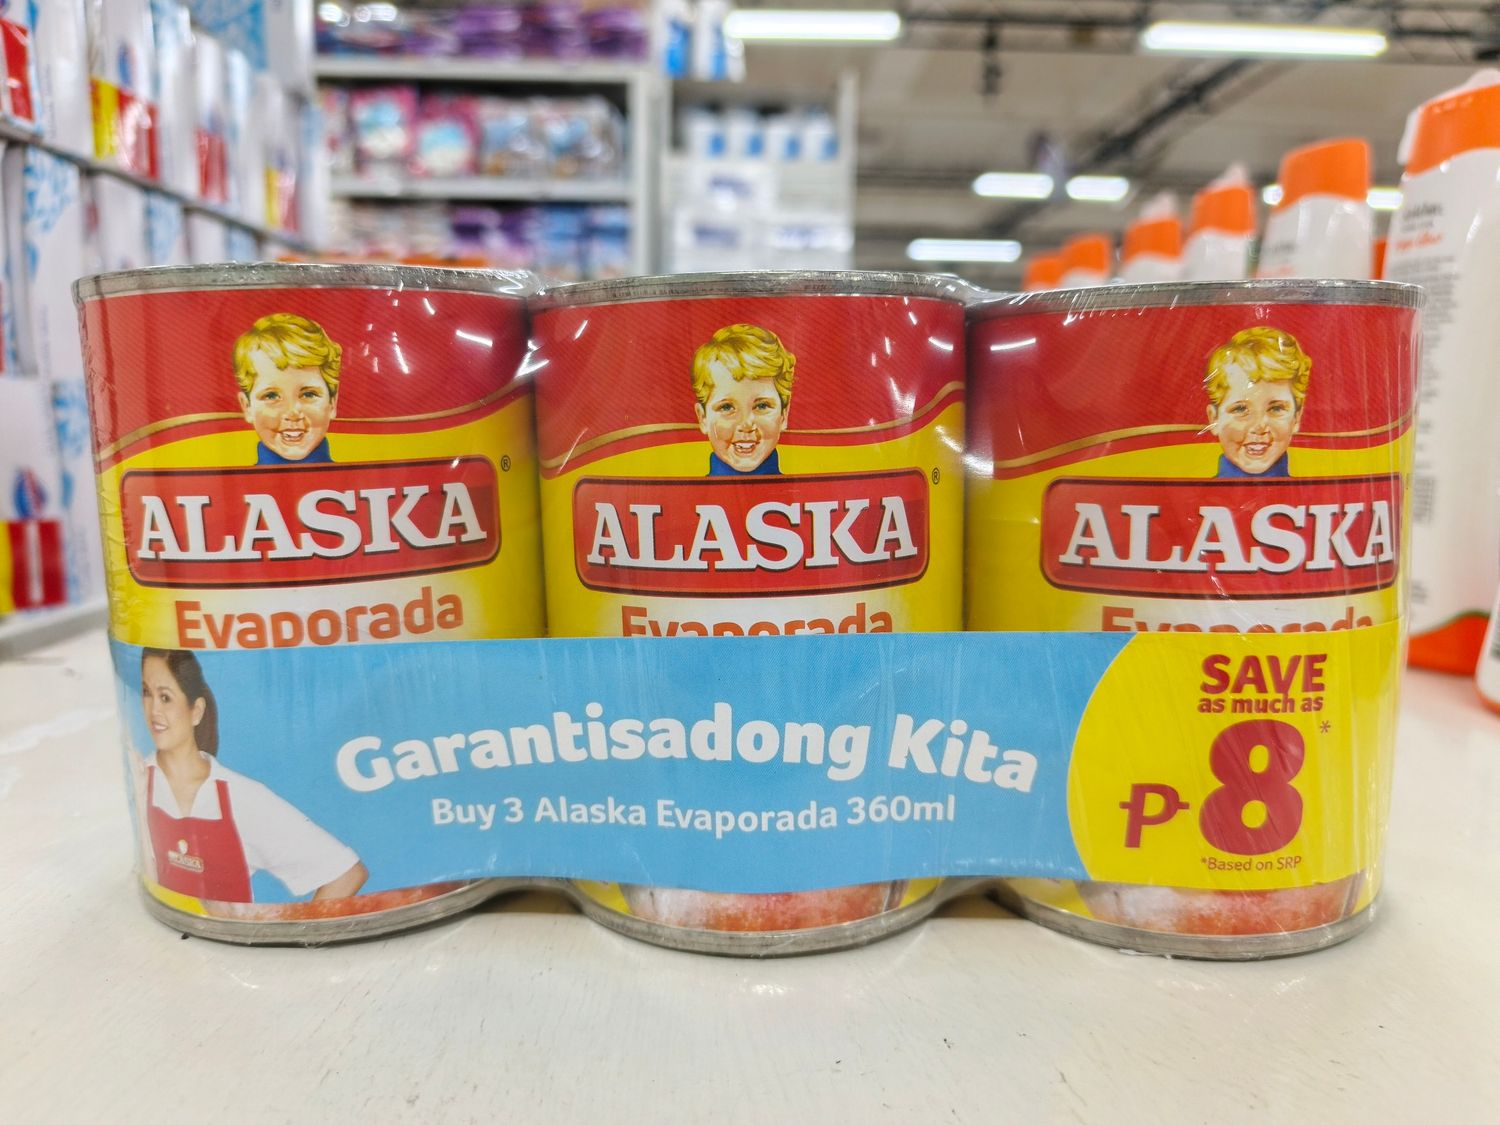 ALASKA
®
Evaporada
ALASKA
®
Evaporada
ALASKA
Evaporada
Garantisadong Kita
Buy 3 Alaska Evaporada 360ml
SAVE
as much as
₱8*
*Based on SRP
ALASKA